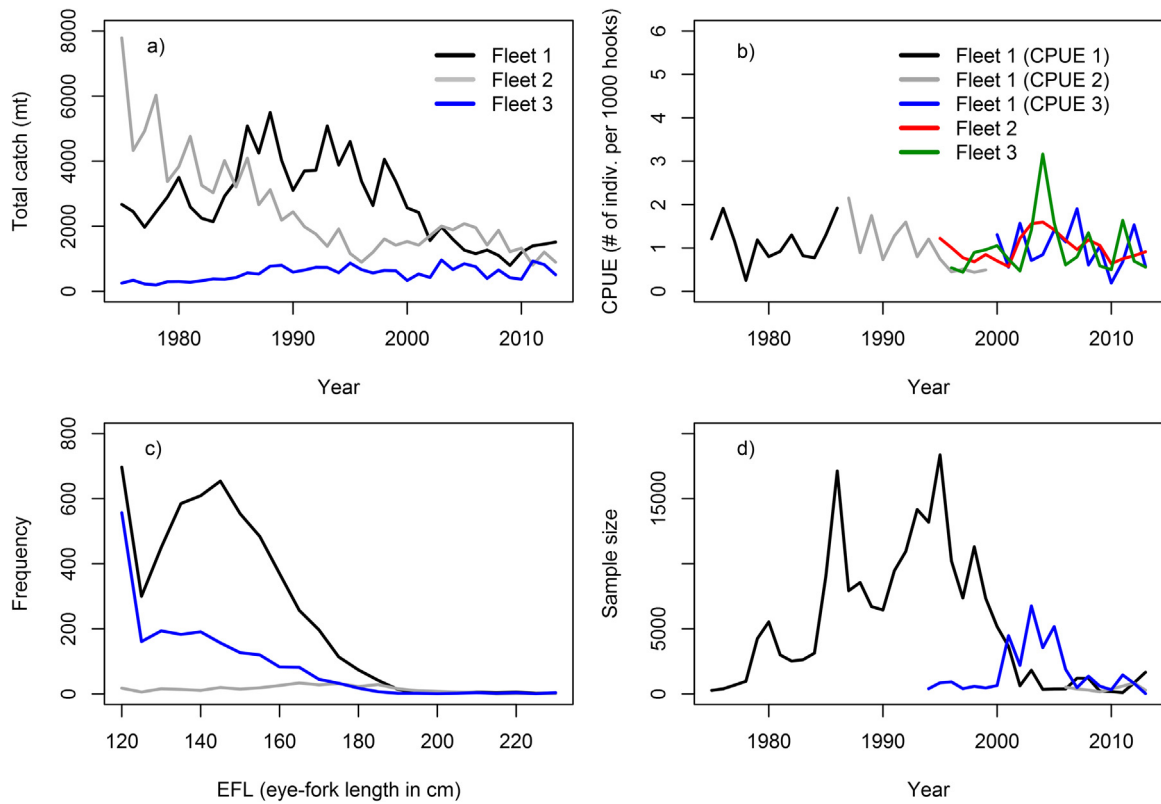 a)
Fleet 1
Fleet 2
Fleet 3
Total catch (mt)
0 2000 4000 6000 8000
1980 1990 2000 2010
Year
b)
Fleet 1 (CPUE 1)
Fleet 1 (CPUE 2)
Fleet 1 (CPUE 3)
Fleet 2
Fleet 3
CPUE (# of indiv. per 1000 hooks)
0 1 2 3 4 5 6
1980 1990 2000 2010
Year
c)
Frequency
0 200 400 600 800
120 140 160 180 200 220
EFL (eye-fork length in cm)
d)
Sample size
0 5000 15000
1980 1990 2000 2010
Year